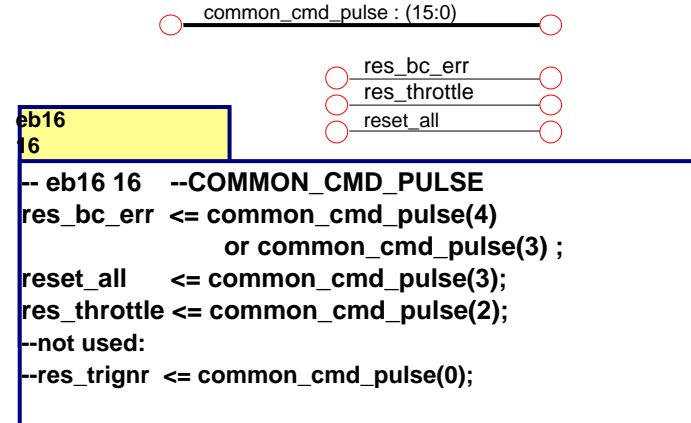 common_cmd_pulse : (15:0)
res_bc_err
res_throttle
reset_all
eb16
16
-- eb16 16 --COMMON_CMD_PULSE
res_bc_err <= common_cmd_pulse(4)
or common_cmd_pulse(3) ;
reset_all <= common_cmd_pulse(3);
res_throttle <= common_cmd_pulse(2);
--not used:
--res_trignr <= common_cmd_pulse(0);